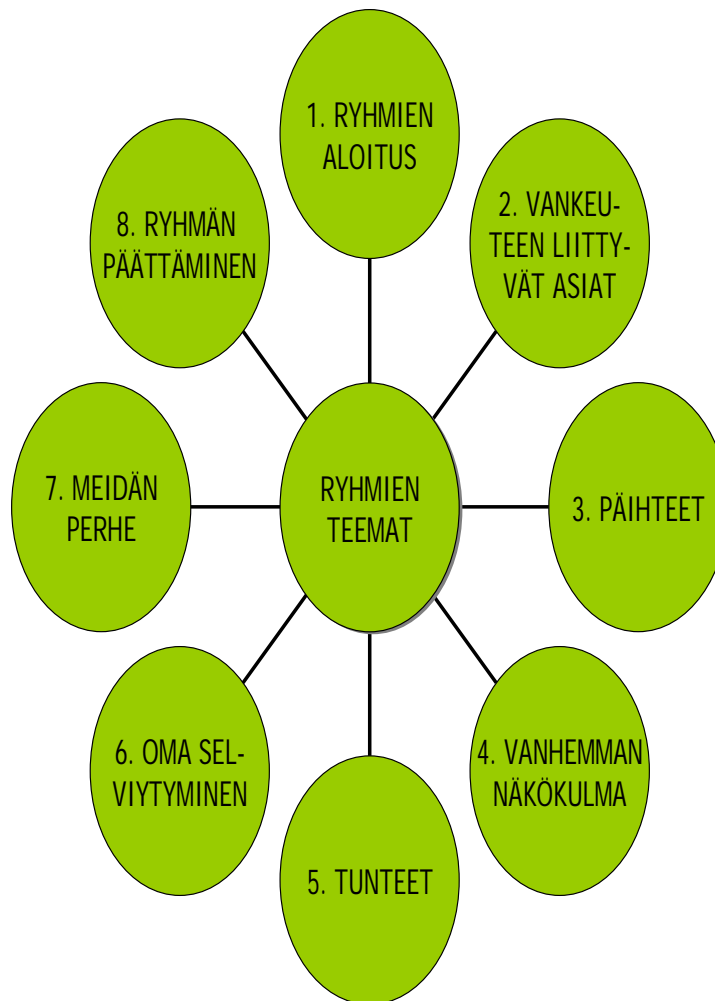 1. RYHMIEN
ALOITUS
2. VANKEU-
TEEN LIITTY-
VÄT ASIAT
3. PÄIHTEET
4. VANHEMMAN
NÄKÖKULMA
5. TUNTEET
6. OMA SEL-
VIYTYMINEN
7. MEIDÄN
PERHE
8. RYHMÄN
PÄÄTTÄMINEN
RYHMIEN
TEEMAT